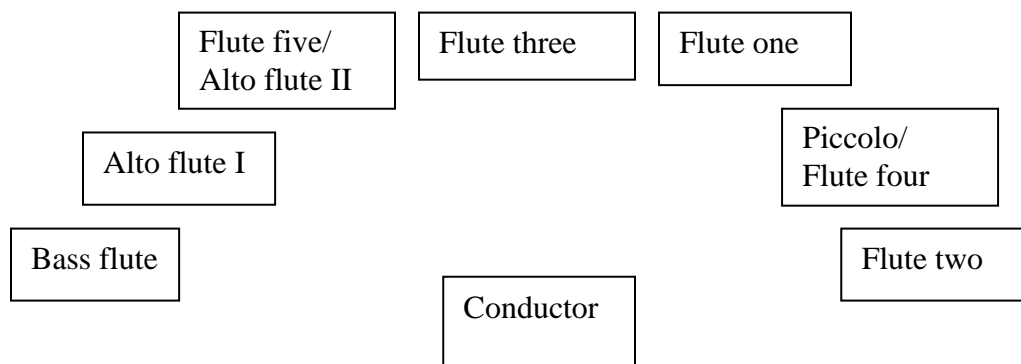 Flute five/
Alto flute II
Flute three
Flute one
Alto flute I
Piccolo/
Flute four
Bass flute
Flute two
Conductor